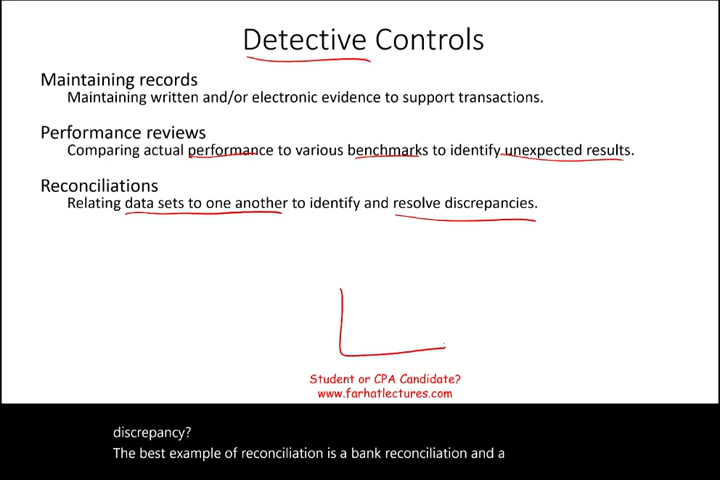 Detective Controls
Maintaining records
Maintaining written and/or electronic evidence to support transactions.
Performance reviews
Comparing actual performance to various benchmarks to identify unexpected results.
Reconciliations
Relating data sets to one another to identify and resolve discrepancies.
Student or CPA Candidate?
www.farhatlectures.com
discrepancy?
The best example of reconciliation is a bank reconciliation and a